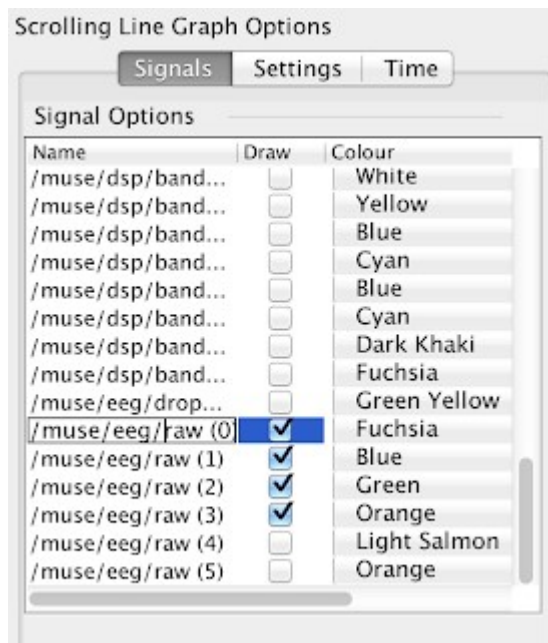 Scrolling Line Graph Options
Signals Settings Time
Signal Options
Name Draw Colour
/muse/dsp/band... White
/muse/dsp/band... Yellow
/muse/dsp/band... Blue
/muse/dsp/band... Cyan
/muse/dsp/band... Blue
/muse/dsp/band... Cyan
/muse/dsp/band... Dark Khaki
/muse/dsp/band... Fuchsia
/muse/eeg/drop... Green Yellow
/muse/eeg/raw (0) Fuchsia
/muse/eeg/raw (1) Blue
/muse/eeg/raw (2) Green
/muse/eeg/raw (3) Orange
/muse/eeg/raw (4) Light Salmon
/muse/eeg/raw (5) Orange